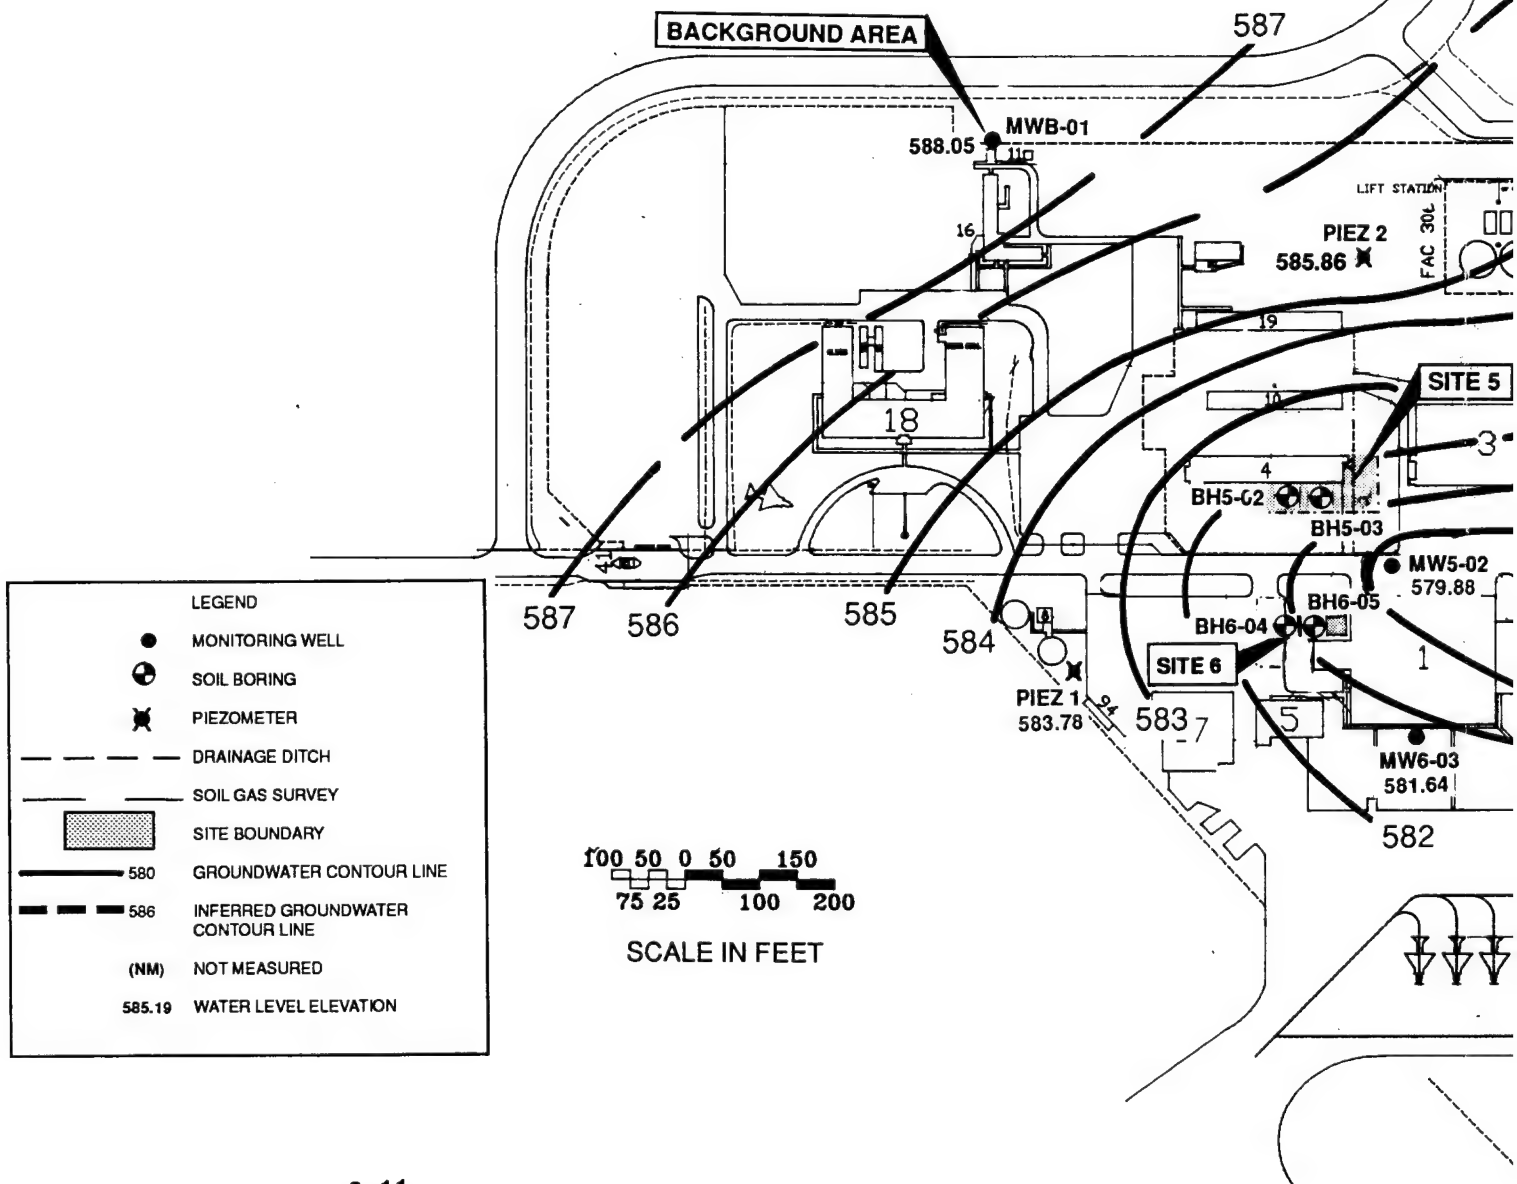 587
BACKGROUND AREA
MWB-01
588.05
11
LIFT STATION
FAC 30
16
PIEZ 2
585.86
19
SITE 5
10
18
3
4
BH5-02
BH5-03
41
MW5-02
579.88
587
586
585
584
BH6-05
BH6-04
SITE 6
1
PIEZ 1
583.78
94
583
7
5
MW6-03
581.64
582
LEGEND
MONITORING WELL
SOIL BORING
PIEZOMETER
DRAINAGE DITCH
SOIL GAS SURVEY
SITE BOUNDARY
580 GROUNDWATER CONTOUR LINE
586 INFERRED GROUNDWATER
CONTOUR LINE
(NM) NOT MEASURED
585.19 WATER LEVEL ELEVATION
100 50 0 50 150
75 25 100 200
SCALE IN FEET